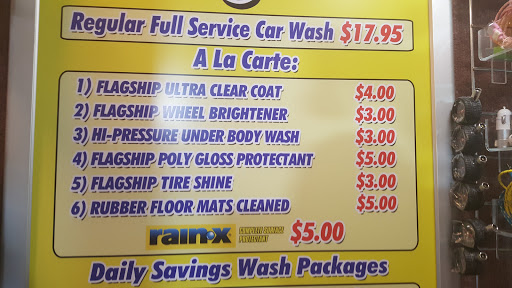 Regular Full Service Car Wash $17.95
A La Carte:
1) FLAGSHIP ULTRA CLEAR COAT $4.00
2) FLAGSHIP WHEEL BRIGHTENER $3.00
3) HI-PRESSURE UNDER BODY WASH $3.00
4) FLAGSHIP POLY GLOSS PROTECTANT $5.00
5) FLAGSHIP TIRE SHINE $3.00
6) RUBBER FLOOR MATS CLEANED $5.00
rain-x COMPLETE SURFACE PROTECTANT $5.00
Daily Savings Wash Packages